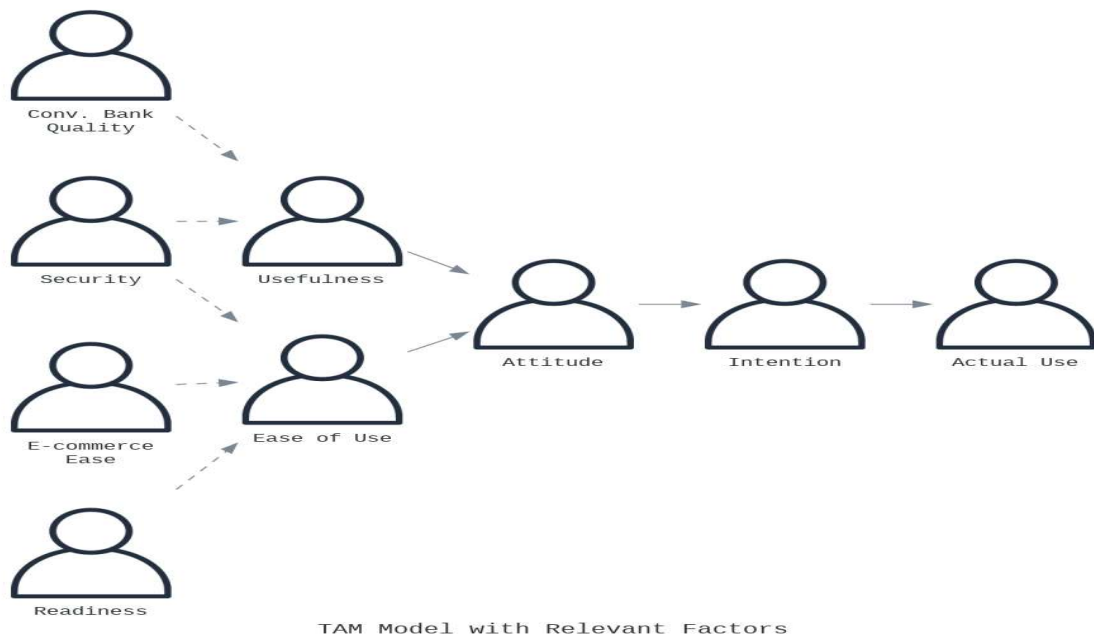 Conv. Bank
Quality
Security
Usefulness
Attitude
Intention
Actual Use
E-commerce
Ease
Ease of Use
Readiness
TAM Model with Relevant Factors